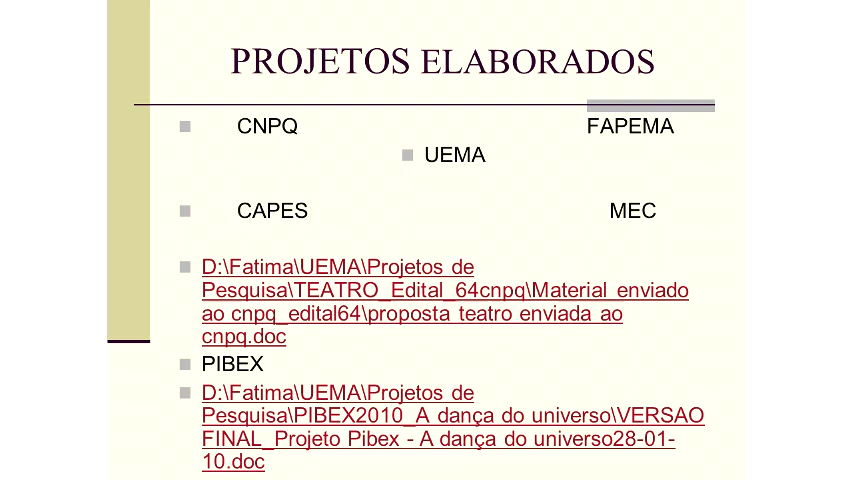 PROJETOS ELABORADOS
CNPQ FAPEMA
UEMA
CAPES MEC
D:\Fatima\UEMA\Projetos de
Pesquisa\TEATRO_Edital_64cnpq\Material enviado
ao cnpq_edital64\proposta teatro enviada ao
cnpq.doc
PIBEX
D:\Fatima\UEMA\Projetos de
Pesquisa\PIBEX2010_A dança do universo\VERSAO
FINAL_Projeto Pibex - A dança do universo28-01-
10.doc